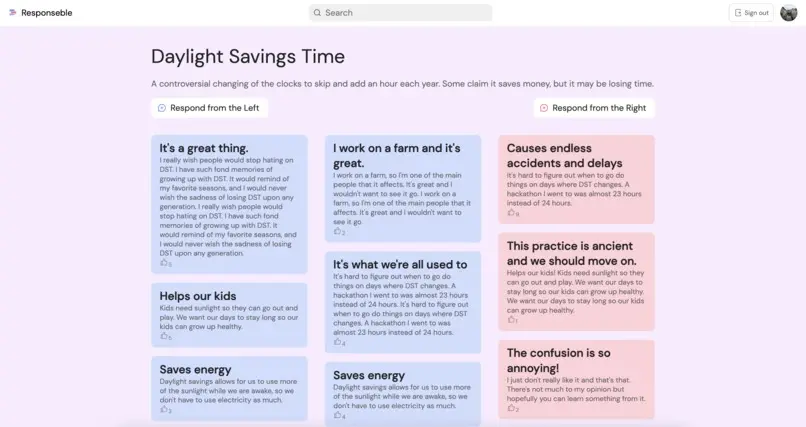 Responseble
Search
Sign out
Daylight Savings Time
A controversial changing of the clocks to skip and add an hour each year. Some claim it saves money, but it may be losing time.
Respond from the Left
Respond from the Right
It's a great thing.
I really wish people would stop hating on
DST. I have such fond memories of
growing up with DST. It would remind of
my favorite seasons, and I would never
wish the sadness of losing DST upon any
generation. I really wish people would
stop hating on DST. I have such fond
memories of growing up with DST. It
would remind of my favorite seasons, and
I would never wish the sadness of losing
DST upon any generation.
Helps our kids
Kids need sunlight so they can go out and
play. We want our days to stay long so our
kids can grow up healthy.
Saves energy
Daylight savings allows for us to use more
of the sunlight while we are awake, so we
don't have to use electricity as much.
I work on a farm and it's
great.
I work on a farm, so I'm one of the main
people that it affects. It's great and I
wouldn't want to see it go. I work on a
farm, so I'm one of the main people that it
affects. It's great and I wouldn't want to
see it go.
2
It's what we're all used to
It's hard to figure out when to go do
things on days where DST changes. A
hackathon I went to was almost 23 hours
instead of 24 hours. It's hard to figure out
when to go do things on days where DST
changes. A hackathon I went to was
almost 23 hours instead of 24 hours.
4
Saves energy
Daylight savings allows for us to use more
of the sunlight while we are awake, so we
don't have to use electricity as much.
4
Causes endless
accidents and delays
It's hard to figure out when to go do
things on days where DST changes. A
hackathon I went to was almost 23 hours
instead of 24 hours.
This practice is ancient
and we should move on.
Helps our kids! Kids need sunlight so they
can go out and play. We want our days to
stay long so our kids can grow up healthy.
We want our days to stay long so our kids
can grow up healthy.
1
The confusion is so
annoying!
I just don't really like it and that's that.
There's not much to my opinion but
hopefully you can learn something from it.
2